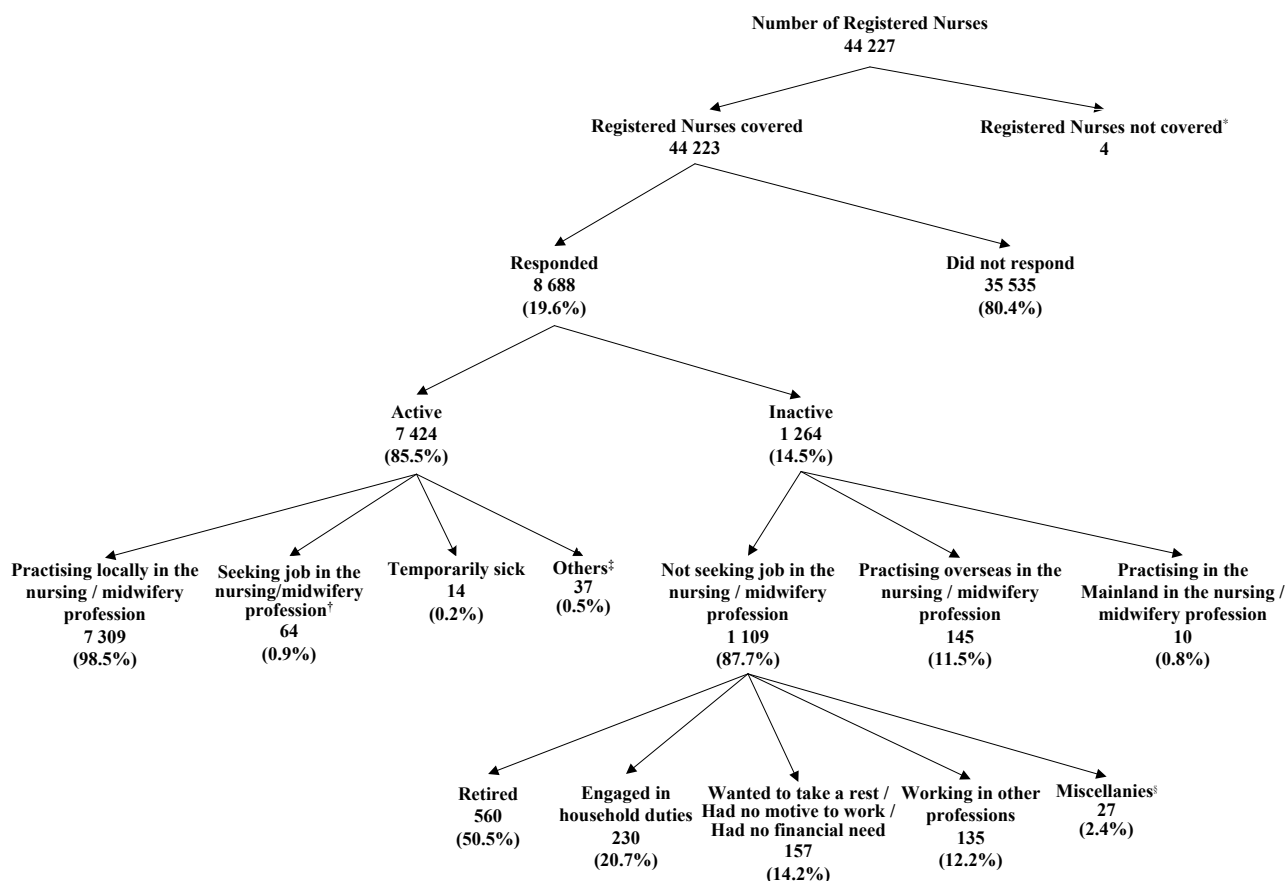 Number of Registered Nurses
44 227
Registered Nurses covered
44 223
Registered Nurses not covered*
4
Responded
8 688
(19.6%)
Did not respond
35 535
(80.4%)
Active
7 424
(85.5%)
Inactive
1 264
(14.5%)
Practising locally in the
nursing / midwifery
profession
7 309
(98.5%)
Seeking job in the
nursing/midwifery
profession†
64
(0.9%)
Temporarily sick
14
(0.2%)
Others‡
37
(0.5%)
Not seeking job in the
nursing / midwifery
profession
1 109
(87.7%)
Practising overseas in the
nursing / midwifery
profession
145
(11.5%)
Practising in the
Mainland in the nursing /
midwifery profession
10
(0.8%)
Retired
560
(50.5%)
Engaged in
household duties
230
(20.7%)
Wanted to take a rest /
Had no motive to work /
Had no financial need
157
(14.2%)
Working in other
professions
135
(12.2%)
Miscellanies§
27
(2.4%)